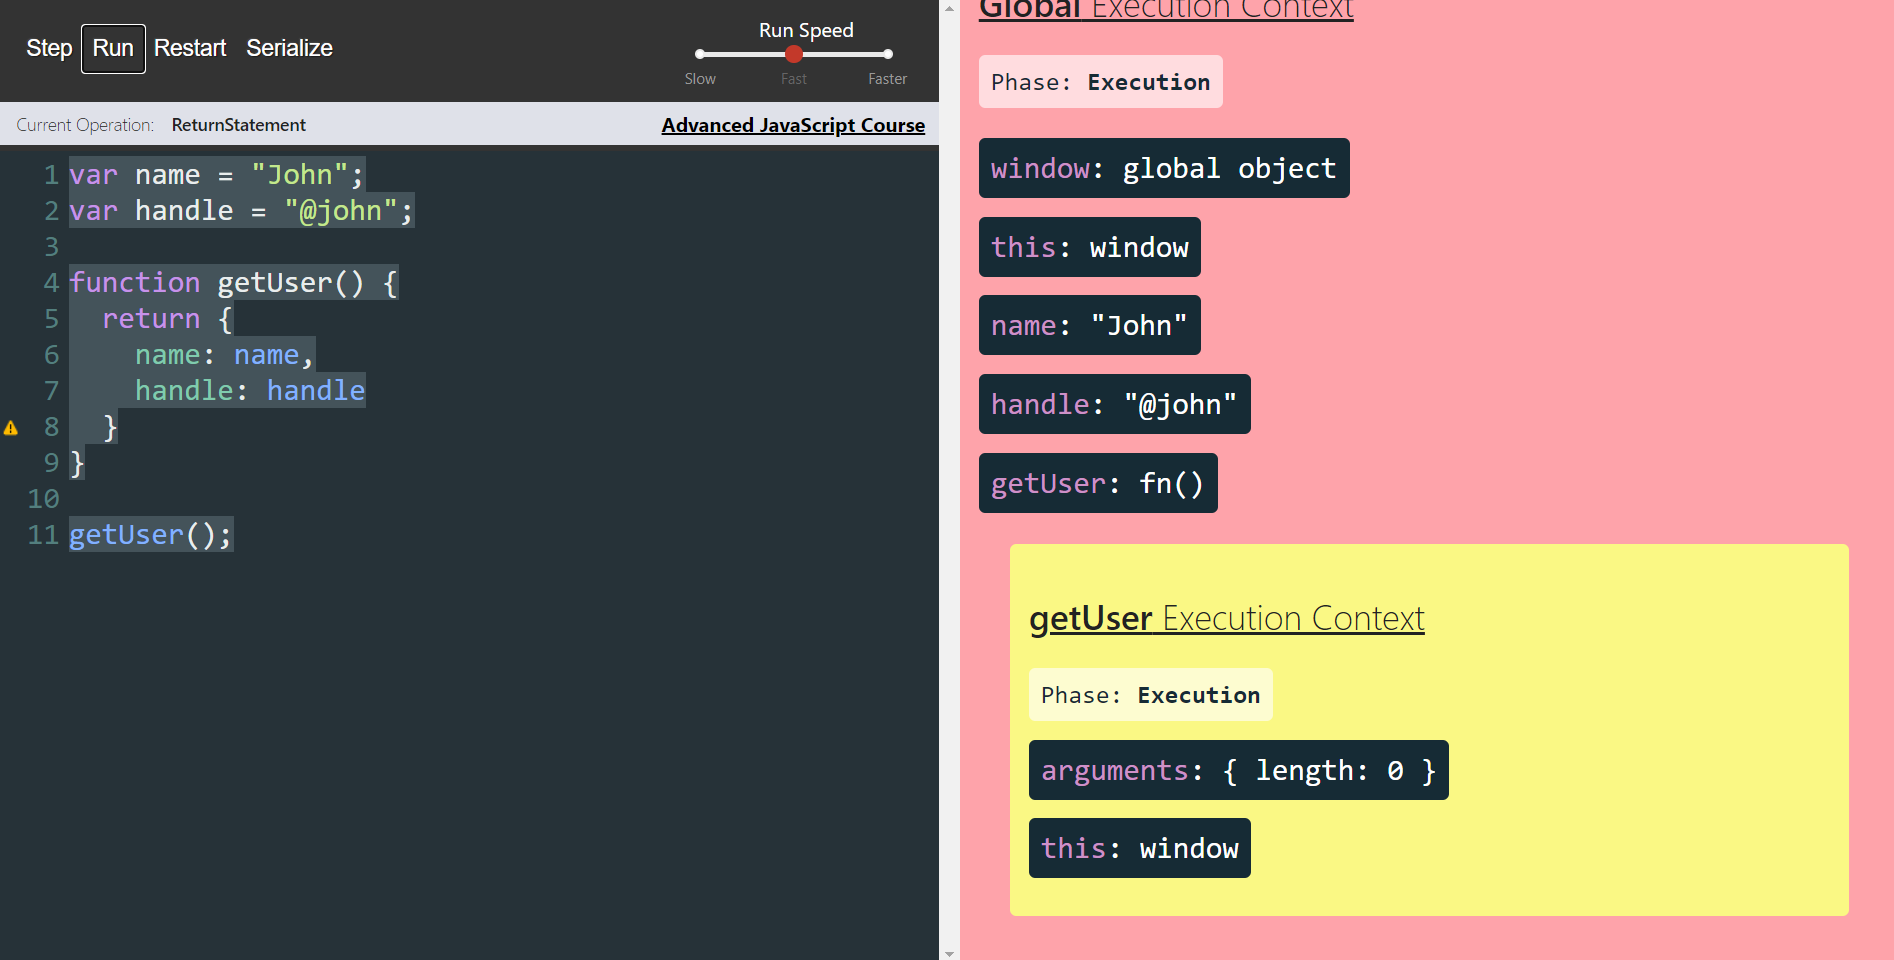 Step Run Restart Serialize
Run Speed
Slow Fast Faster
Current Operation: ReturnStatement
Advanced JavaScript Course
1 var name = "John";
2 var handle = "@john";
3
4 function getUser() {
5   return {
6     name: name,
7     handle: handle
8   }
9 }
10
11 getUser();
Global Execution Context
Phase: Execution
window: global object
this: window
name: "John"
handle: "@john"
getUser: fn()
getUser Execution Context
Phase: Execution
arguments: { length: 0 }
this: window